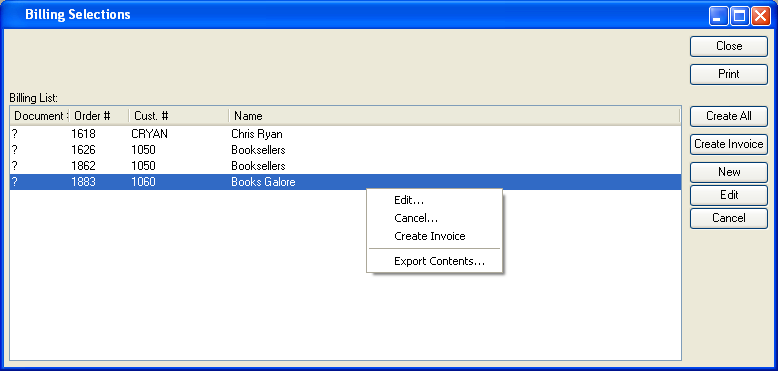 Billing Selections
Close
Print
Billing List:
Document Order # Cust. # Name
? 1618 CRYAN Chris Ryan
? 1626 1050 Booksellers
? 1862 1050 Booksellers
? 1883 1060 Books Galore
Edit...
Cancel...
Create Invoice
Export Contents...
Create All
Create Invoice
New
Edit
Cancel